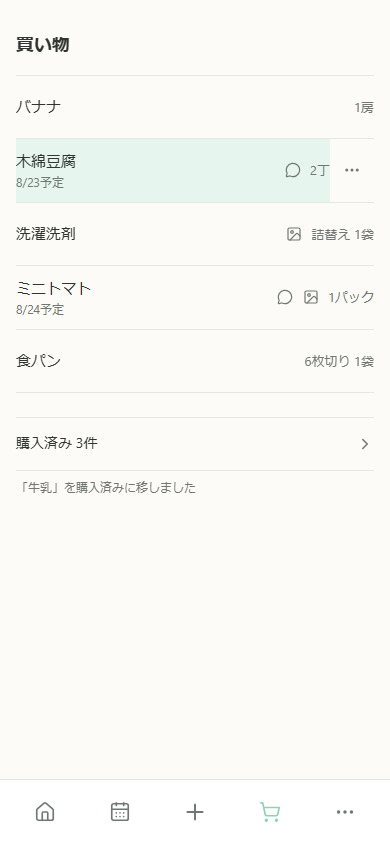 買い物
バナナ
1房
木綿豆腐
8/23予定
2丁
洗濯洗剤
詰替え 1袋
ミニトマト
8/24予定
1パック
食パン
6枚切り 1袋
購入済み 3件
「牛乳」を購入済みに移しました